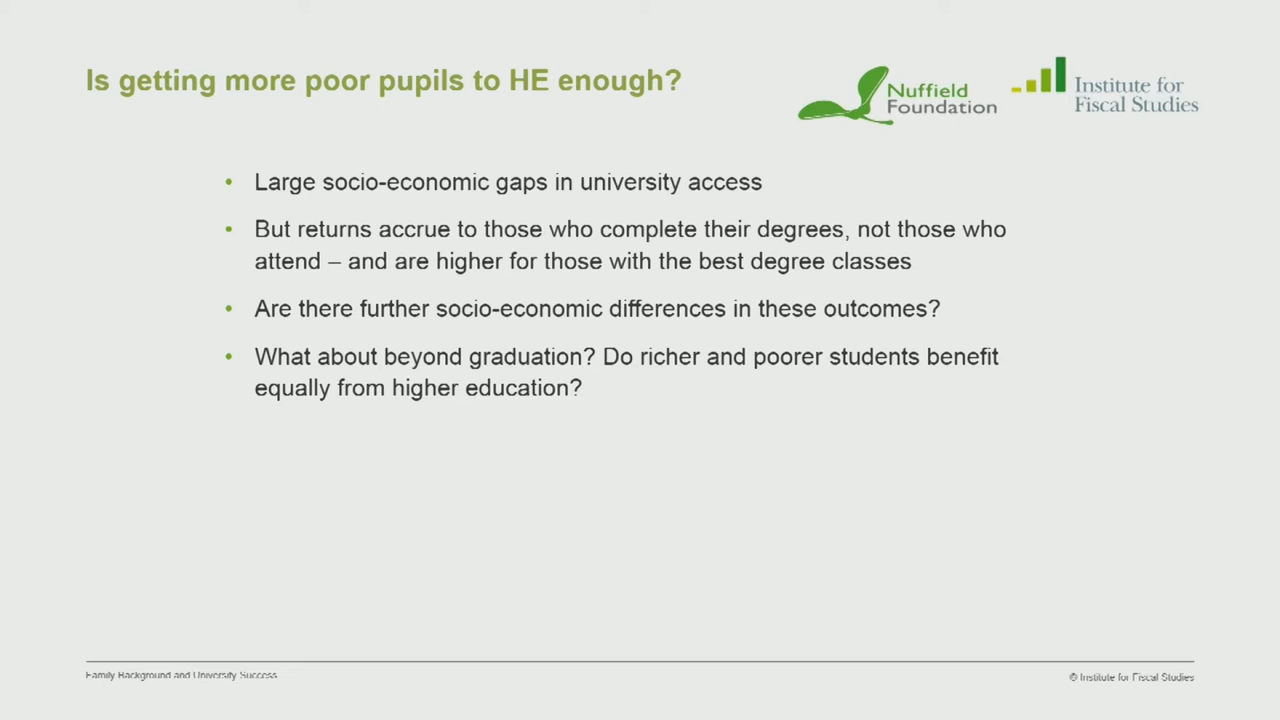 Is getting more poor pupils to HE enough?
Nuffield
Foundation
Institute for
Fiscal Studies
• Large socio-economic gaps in university access
• But returns accrue to those who complete their degrees, not those who
attend – and are higher for those with the best degree classes
• Are there further socio-economic differences in these outcomes?
• What about beyond graduation? Do richer and poorer students benefit
equally from higher education?
Family Background and University Success
© Institute for Fiscal Studies